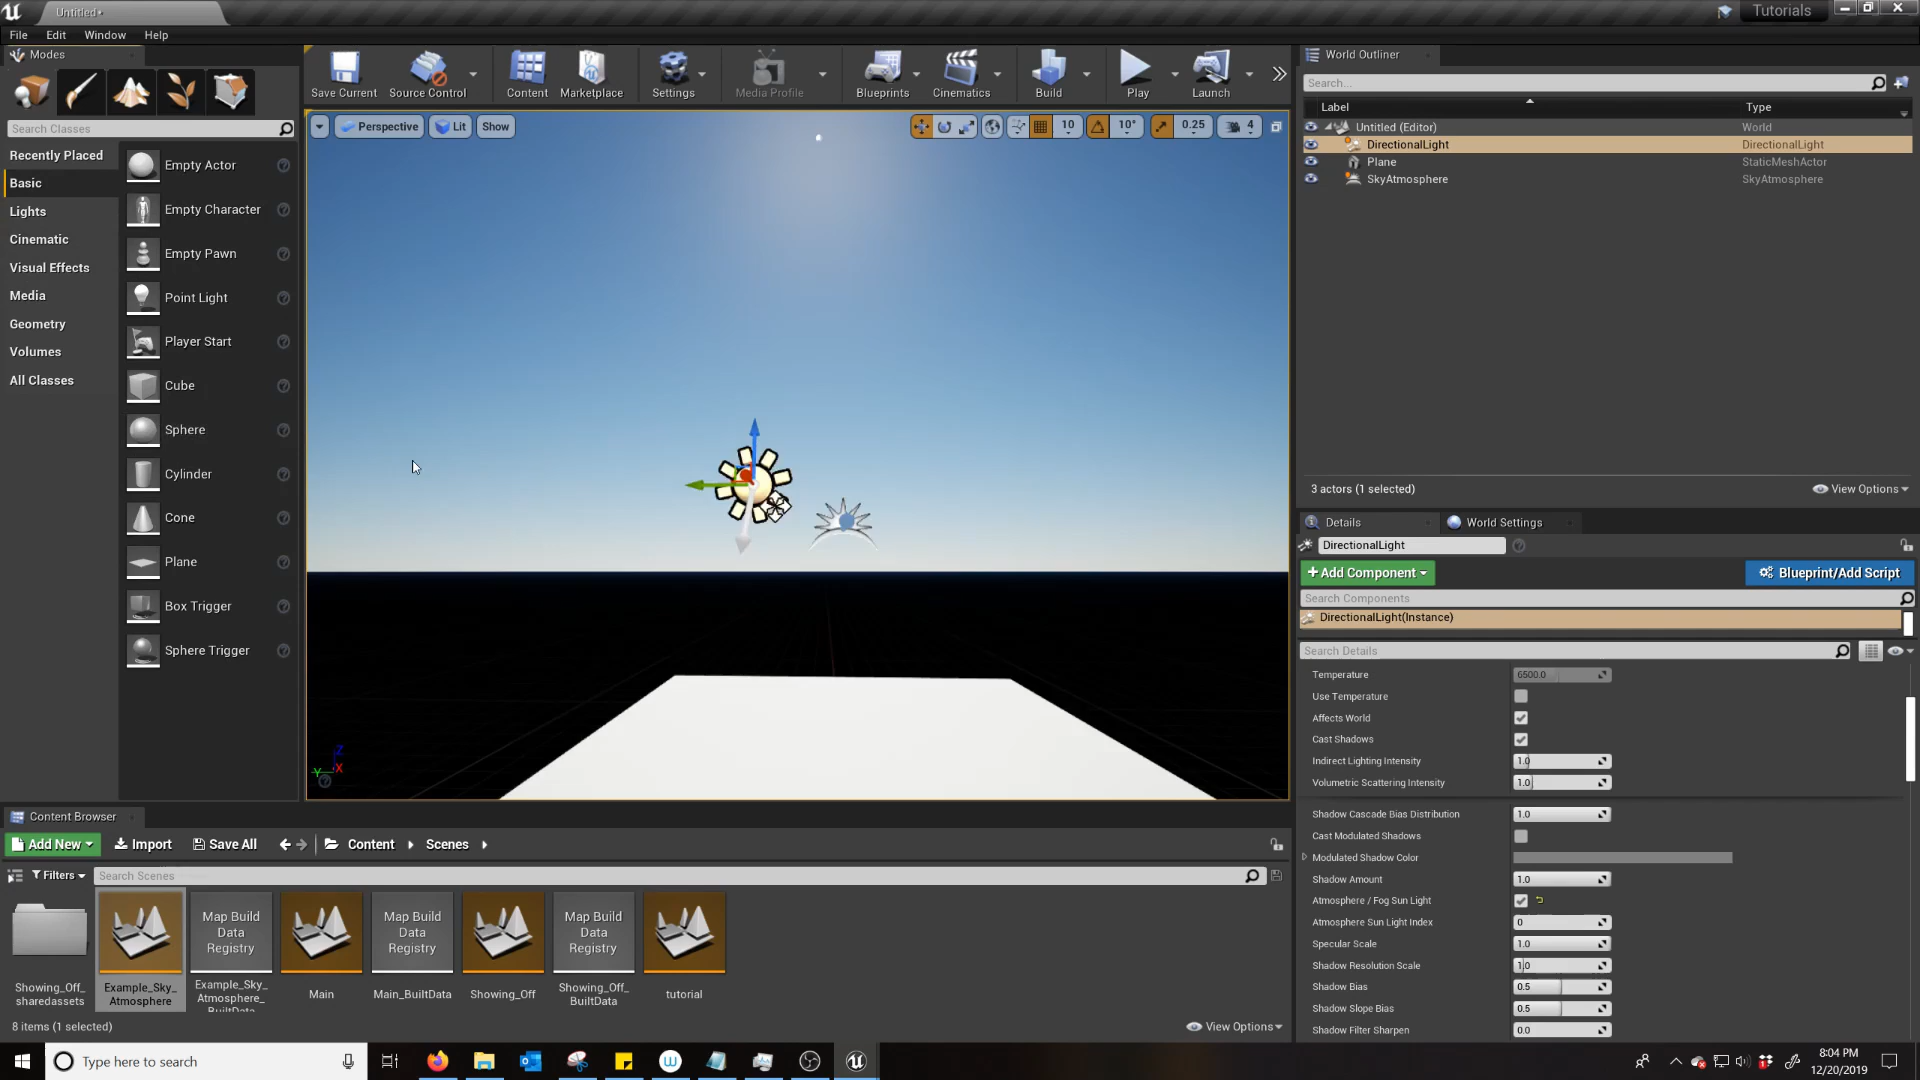 Untitled•
Tutorials
File Edit Window Help
Modes
Search Classes
Recently Placed
Basic
Lights
Cinematic
Visual Effects
Media
Geometry
Volumes
All Classes
Empty Actor
Empty Character
Empty Pawn
Point Light
Player Start
Cube
Sphere
Cylinder
Cone
Plane
Box Trigger
Sphere Trigger
Save Current Source Control Content Marketplace Settings Media Profile Blueprints Cinematics Build Play Launch
Perspective Lit Show 10 10° 0.25 4
Z
Y X
World Outliner
Search...
Label Type
Untitled (Editor) World
DirectionalLight DirectionalLight
Plane StaticMeshActor
SkyAtmosphere SkyAtmosphere
3 actors (1 selected) View Options
Details World Settings
DirectionalLight
+Add Component Blueprint/Add Script
Search Components
DirectionalLight(Instance)
Search Details
Temperature 6500.0
Use Temperature
Affects World
Cast Shadows
Indirect Lighting Intensity 1.0
Volumetric Scattering Intensity 1.0
Shadow Cascade Bias Distribution 1.0
Cast Modulated Shadows
Modulated Shadow Color
Shadow Amount 1.0
Atmosphere / Fog Sun Light
Atmosphere Sun Light Index 0
Specular Scale 1.0
Shadow Resolution Scale 1.0
Shadow Bias 0.5
Shadow Slope Bias 0.5
Shadow Filter Sharpen 0.0
Content Browser
Add New Import Save All Content Scenes
Filters Search Scenes
Map Build
Data
Registry
Map Build
Data
Registry
Map Build
Data
Registry
Showing_Off_
sharedassets
Example_Sky_
Atmosphere
Example_Sky_
Atmosphere_
BuiltData
Main
Main_BuiltData
Showing_Off
Showing_Off_
BuiltData
tutorial
8 items (1 selected) View Options
Type here to search
8:04 PM
12/20/2019